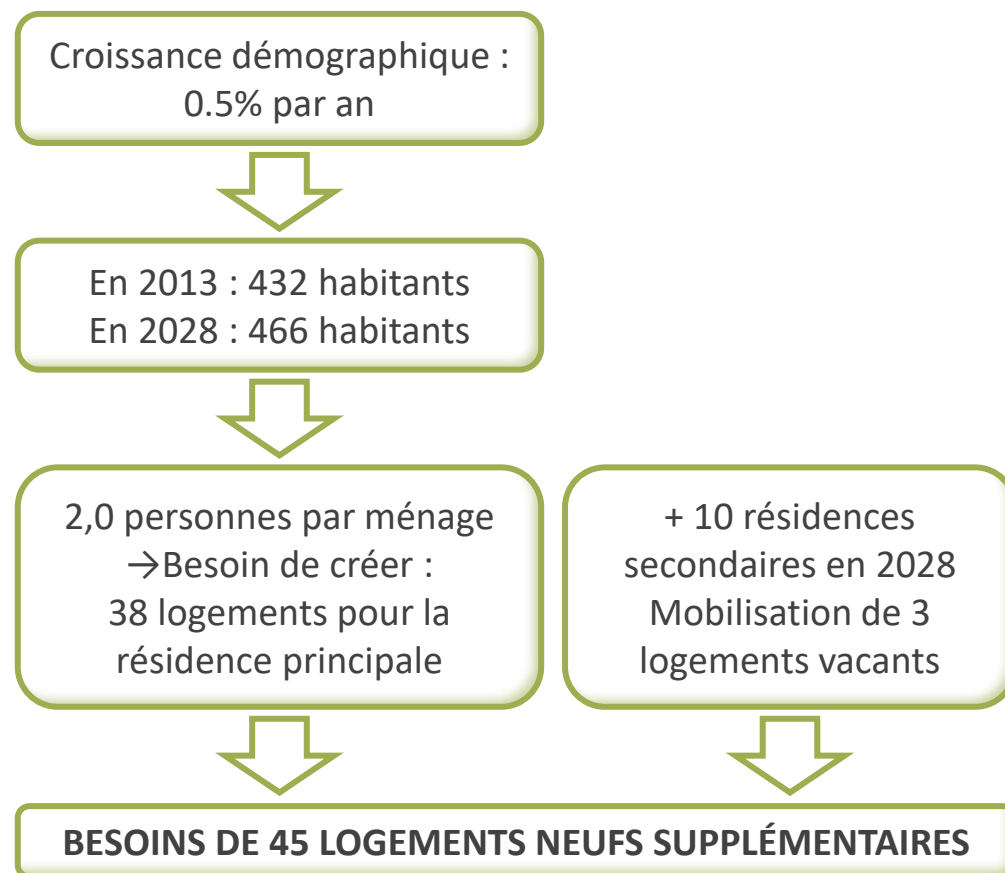 Croissance démographique :
0.5% par an
En 2013 : 432 habitants
En 2028 : 466 habitants
2,0 personnes par ménage
→Besoin de créer :
38 logements pour la
résidence principale
+ 10 résidences
secondaires en 2028
Mobilisation de 3
logements vacants
BESOINS DE 45 LOGEMENTS NEUFS SUPPLÉMENTAIRES